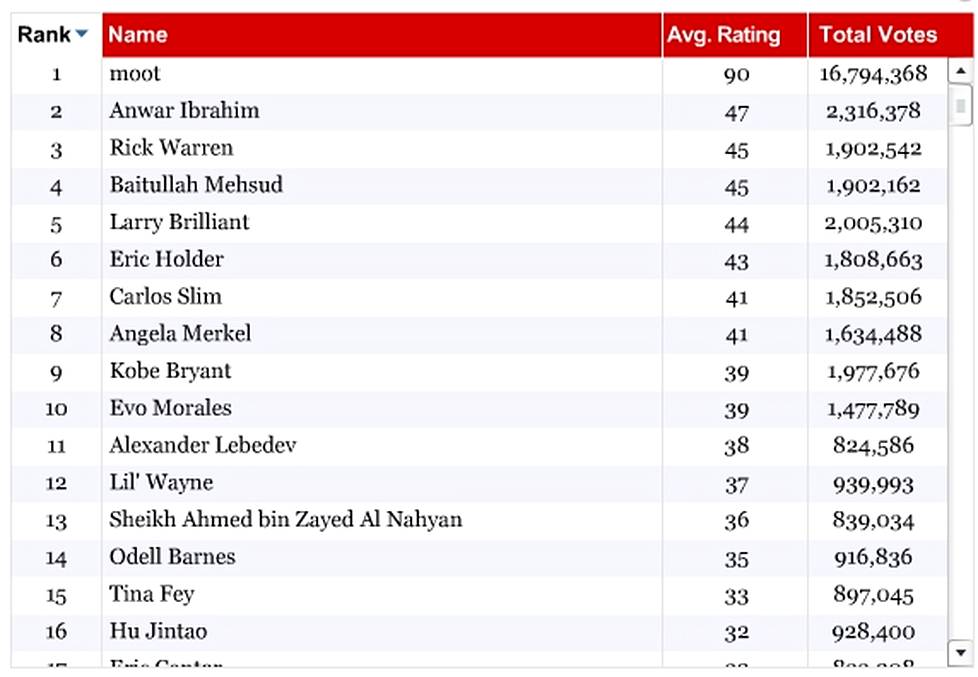 Rank Name Avg. Rating Total Votes
1 moot 90 16,794,368
2 Anwar Ibrahim 47 2,316,378
3 Rick Warren 45 1,902,542
4 Baitullah Mehsud 45 1,902,162
5 Larry Brilliant 44 2,005,310
6 Eric Holder 43 1,808,663
7 Carlos Slim 41 1,852,506
8 Angela Merkel 41 1,634,488
9 Kobe Bryant 39 1,977,676
10 Evo Morales 39 1,477,789
11 Alexander Lebedev 38 824,586
12 Lil' Wayne 37 939,993
13 Sheikh Ahmed bin Zayed Al Nahyan 36 839,034
14 Odell Barnes 35 916,836
15 Tina Fey 33 897,045
16 Hu Jintao 32 928,400
17 Eric Cantor